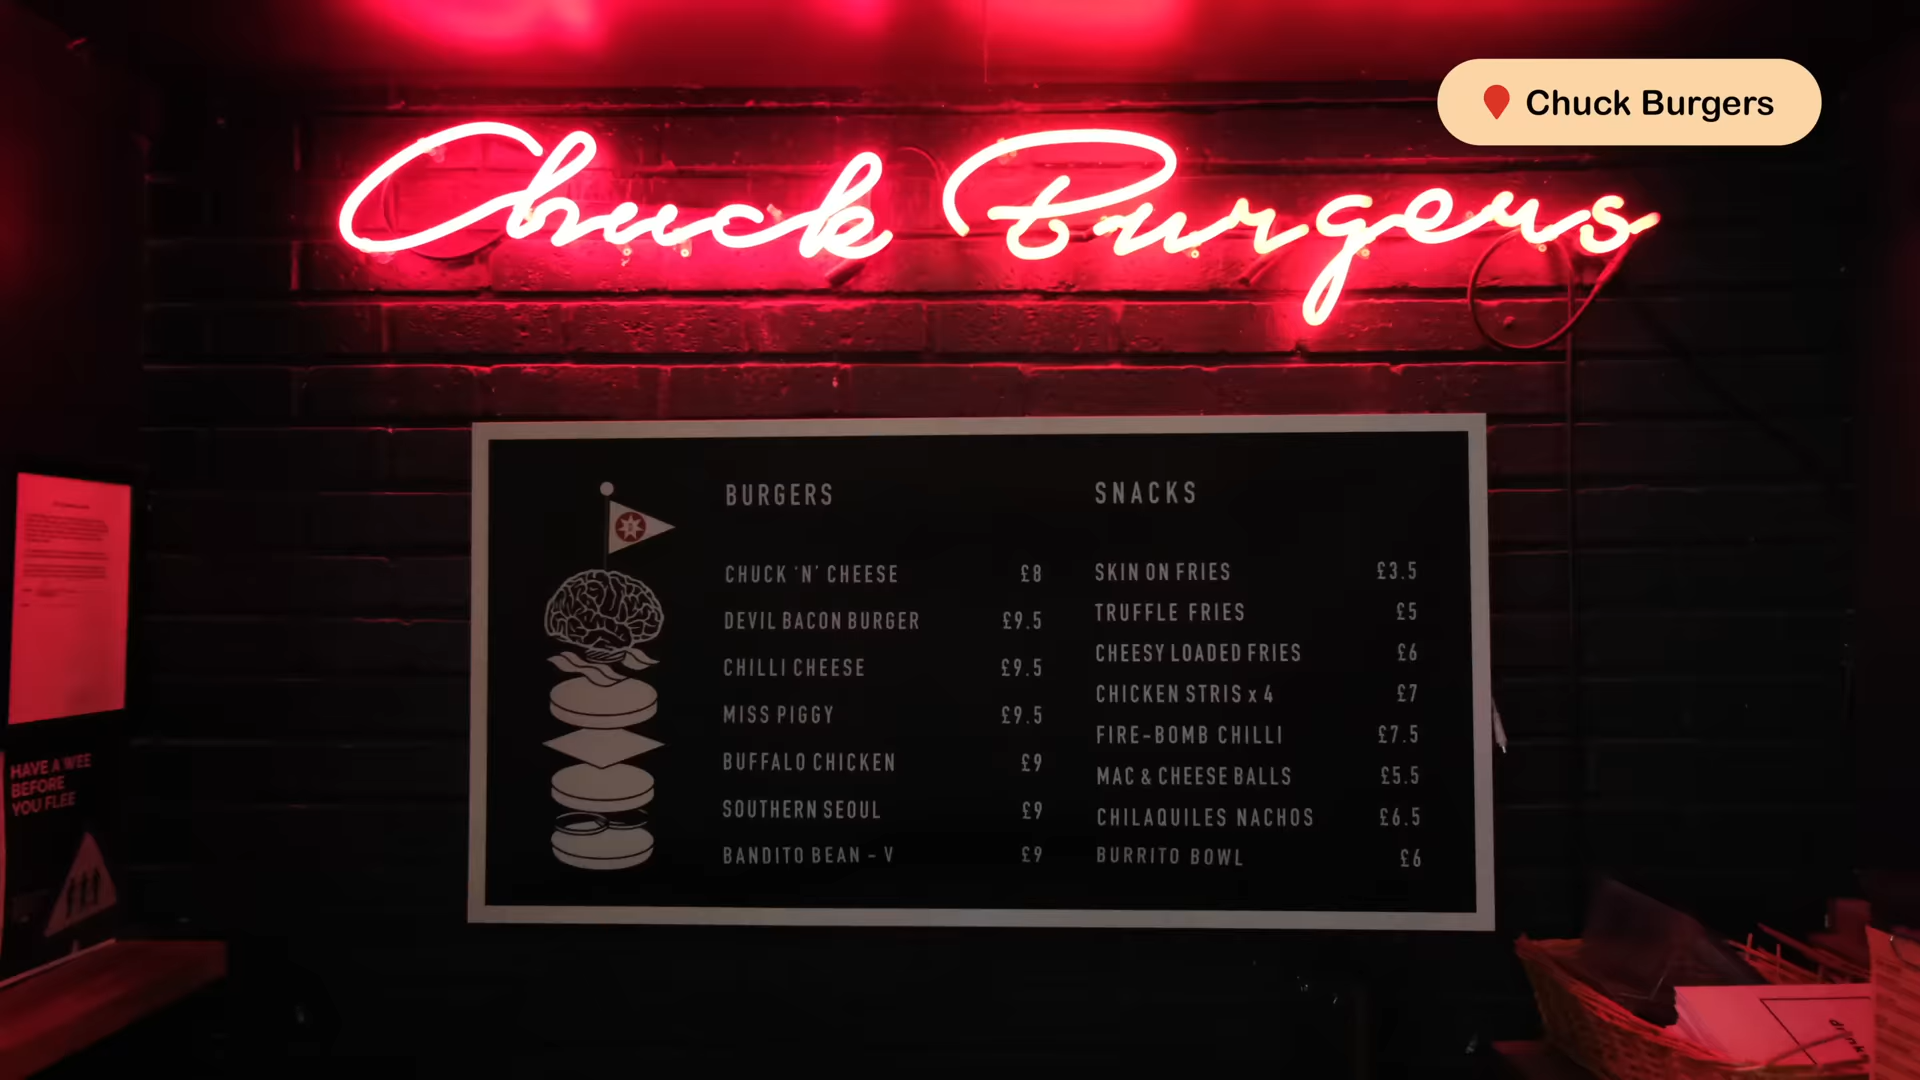 Chuck Burgers
Chuck Burgers
BURGERS
CHUCK 'N' CHEESE £8
DEVIL BACON BURGER £9.5
CHILLI CHEESE £9.5
MISS PIGGY £9.5
BUFFALO CHICKEN £9
SOUTHERN SEOUL £9
BANDITO BEAN - V £9
SNACKS
SKIN ON FRIES £3.5
TRUFFLE FRIES £5
CHEESY LOADED FRIES £6
CHICKEN STRIS x 4 £7
FIRE-BOMB CHILLI £7.5
MAC & CHEESE BALLS £5.5
CHILAQUILES NACHOS £6.5
BURRITO BOWL £6
HAVE A WEE
BEFORE
YOU FLEE
drinks